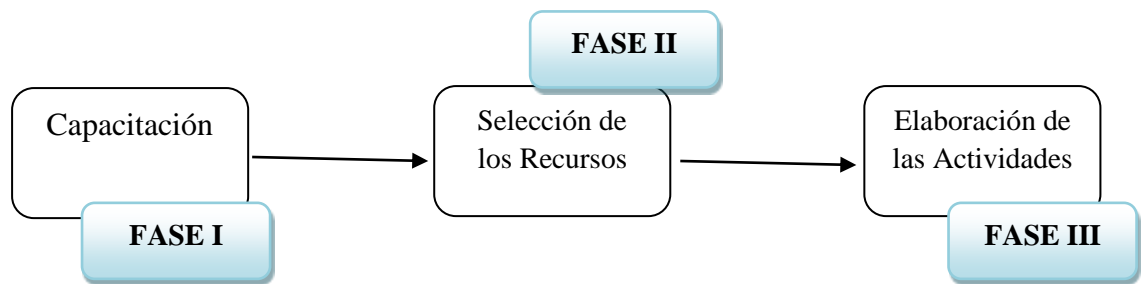 Capacitación
FASE I
FASE II
Selección de
los Recursos
Elaboración de
las Actividades
FASE III